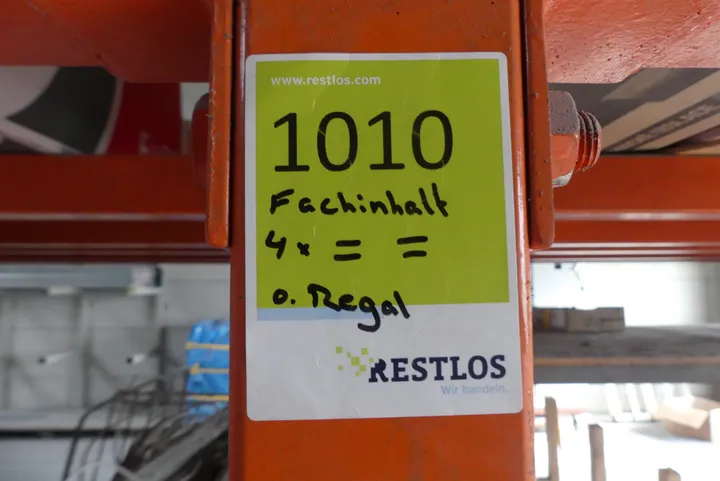 www.restlos.com
1010
Fachinhalt
4x = =
o. Regal
RESTLOS
Wir handeln.